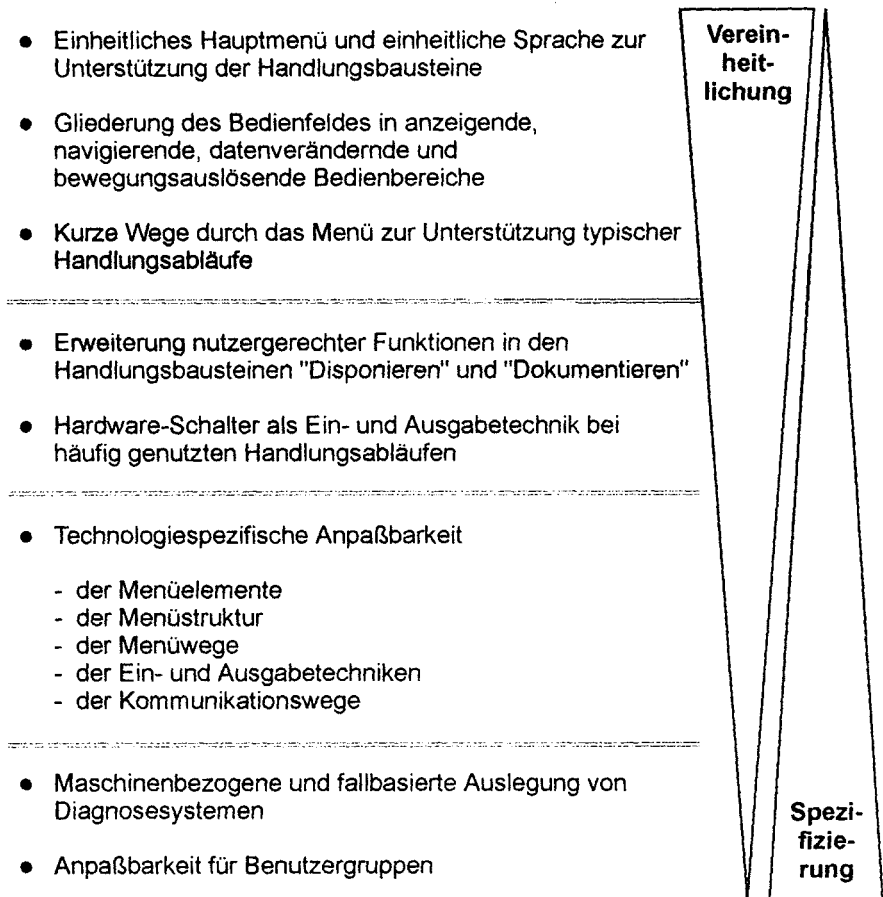 ● Einheitliches Hauptmenü und einheitliche Sprache zur
Unterstützung der Handlungsbausteine
● Gliederung des Bedienfeldes in anzeigende,
navigierende, datenverändernde und
bewegungsauslösende Bedienbereiche
● Kurze Wege durch das Menü zur Unterstützung typischer
Handlungsabläufe
● Erweiterung nutzergerechter Funktionen in den
Handlungsbausteinen "Disponieren" und "Dokumentieren"
● Hardware-Schalter als Ein- und Ausgabetechnik bei
häufig genutzten Handlungsabläufen
● Technologiespezifische Anpaßbarkeit
- der Menüelemente
- der Menüstruktur
- der Menüwege
- der Ein- und Ausgabetechniken
- der Kommunikationswege
● Maschinenbezogene und fallbasierte Auslegung von
Diagnosesystemen
● Anpaßbarkeit für Benutzergruppen
Verein-
heit-
lichung
Spezi-
fizie-
rung